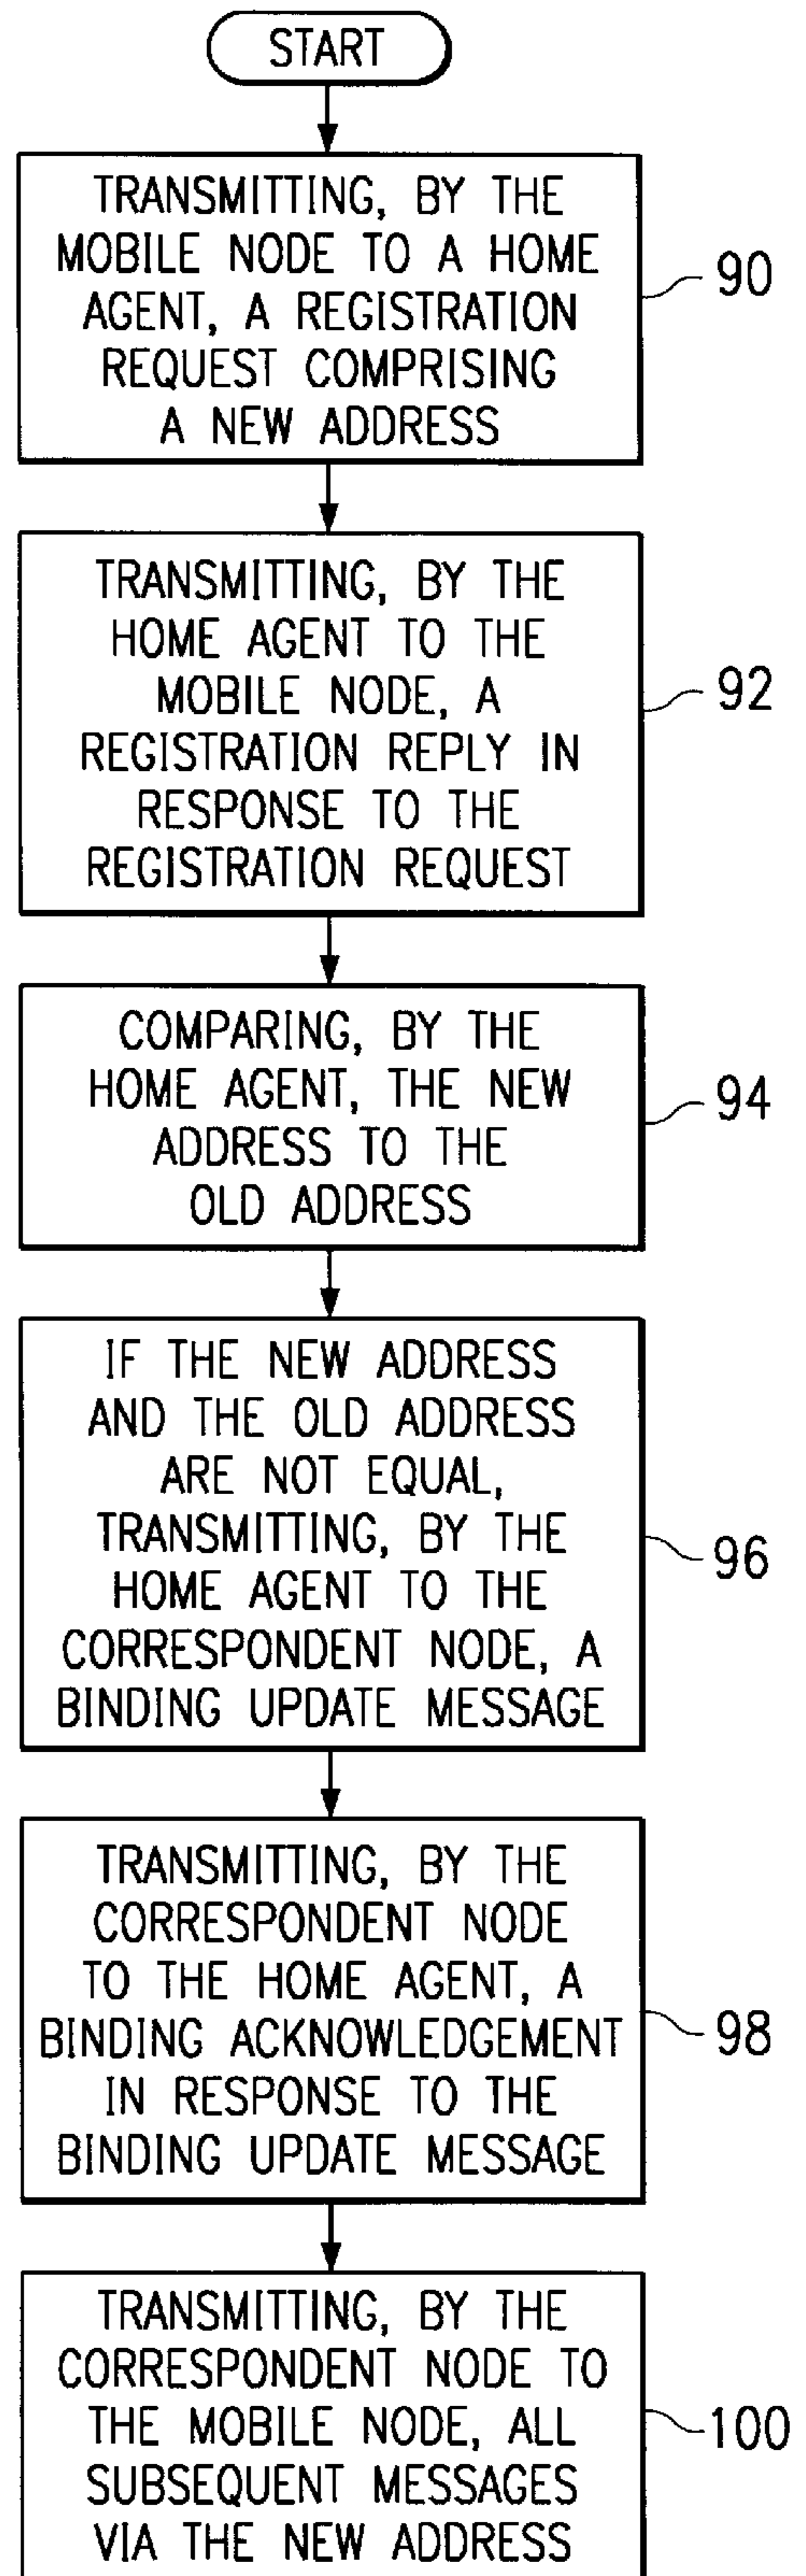 START
TRANSMITTING, BY THE
MOBILE NODE TO A HOME
AGENT, A REGISTRATION
REQUEST COMPRISING
A NEW ADDRESS
90
TRANSMITTING, BY THE
HOME AGENT TO THE
MOBILE NODE, A
REGISTRATION REPLY IN
RESPONSE TO THE
REGISTRATION REQUEST
92
COMPARING, BY THE
HOME AGENT, THE NEW
ADDRESS TO THE
OLD ADDRESS
94
IF THE NEW ADDRESS
AND THE OLD ADDRESS
ARE NOT EQUAL,
TRANSMITTING, BY THE
HOME AGENT TO THE
CORRESPONDENT NODE, A
BINDING UPDATE MESSAGE
96
TRANSMITTING, BY THE
CORRESPONDENT NODE
TO THE HOME AGENT, A
BINDING ACKNOWLEDGEMENT
IN RESPONSE TO THE
BINDING UPDATE MESSAGE
98
TRANSMITTING, BY THE
CORRESPONDENT NODE TO
THE MOBILE NODE, ALL
SUBSEQUENT MESSAGES
VIA THE NEW ADDRESS
100